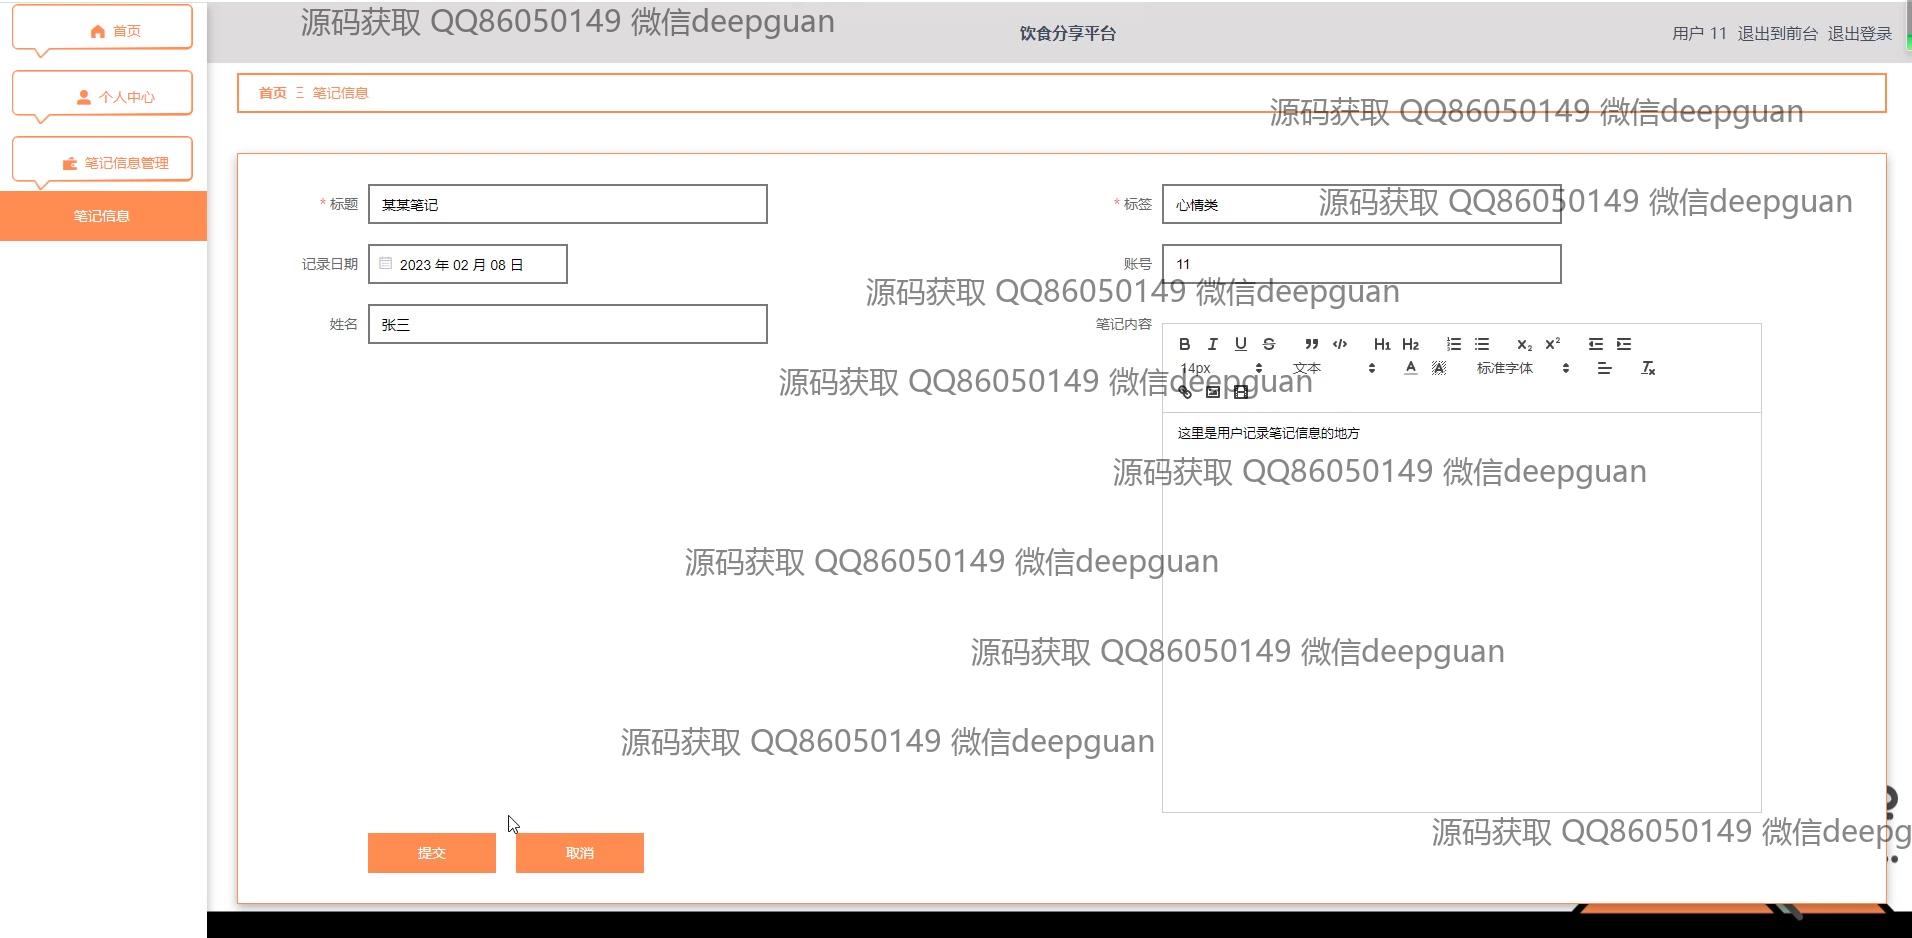 源码获取 QQ86050149 微信deepguan
首页
饮食分享平台
用户 11 退出到前台 退出登录
个人中心
首页 笔记信息
源码获取 QQ86050149 微信deepguan
笔记信息管理
笔记信息
* 标题 某某笔记
* 标签 心情类
源码获取 QQ86050149 微信deepguan
记录日期 2023 年 02 月 08 日
账号 11
源码获取 QQ86050149 微信deepguan
姓名 张三
笔记内容
B I U S H1 H2 X2 X2
14px 文本 A A 标准字体 Tx
源码获取 QQ86050149 微信deepguan
这里是用户记录笔记信息的地方
源码获取 QQ86050149 微信deepguan
源码获取 QQ86050149 微信deepguan
源码获取 QQ86050149 微信deepguan
源码获取 QQ86050149 微信deepguan
源码获取 QQ86050149 微信deepg
提交 取消